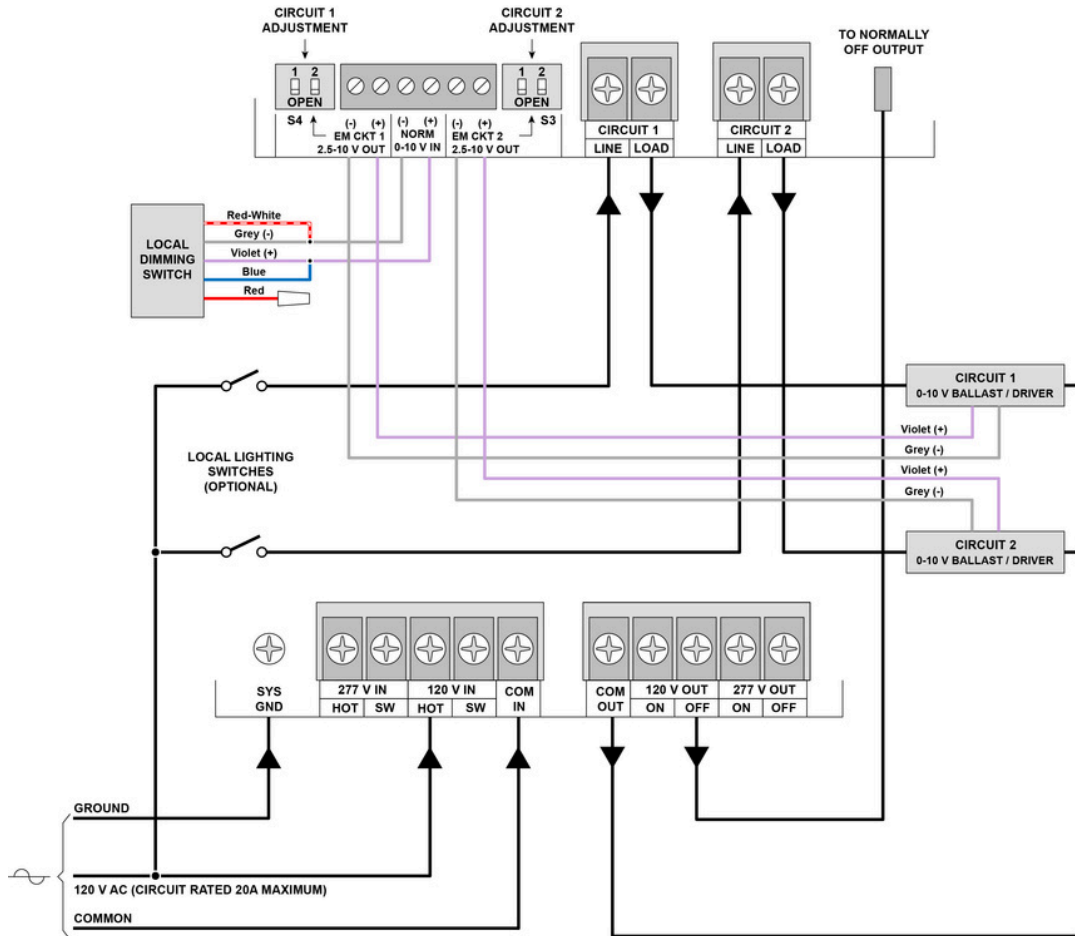 CIRCUIT 1
ADJUSTMENT
CIRCUIT 2
ADJUSTMENT
TO NORMALLY
OFF OUTPUT
1 2
OPEN
S4
1 2
OPEN
S3
(-) (+)
EM CKT 1
2.5-10 V OUT
(-) (+)
NORM
0-10 V IN
(-) (+)
EM CKT 2
2.5-10 V OUT
CIRCUIT 1
LINE LOAD
CIRCUIT 2
LINE LOAD
LOCAL
DIMMING
SWITCH
Red-White
Grey (-)
Violet (+)
Blue
Red
CIRCUIT 1
0-10 V BALLAST / DRIVER
Violet (+)
Grey (-)
Violet (+)
Grey (-)
LOCAL LIGHTING
SWITCHES
(OPTIONAL)
CIRCUIT 2
0-10 V BALLAST / DRIVER
SYS
GND
277 V IN
HOT SW
120 V IN
HOT SW
COM
IN
COM
OUT
120 V OUT
ON OFF
277 V OUT
ON OFF
GROUND
120 V AC (CIRCUIT RATED 20A MAXIMUM)
COMMON